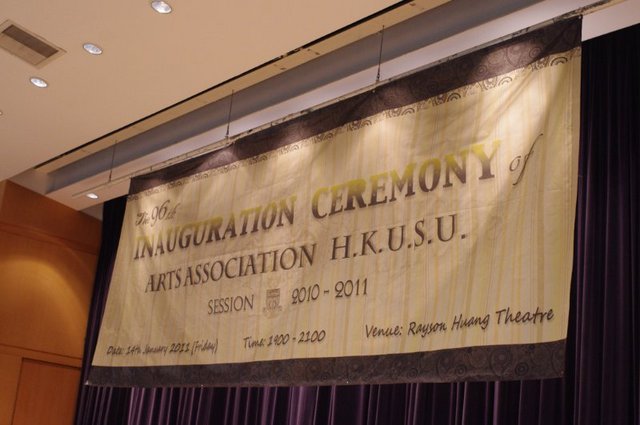 The 96th
INAUGURATION CEREMONY of
ARTS ASSOCIATION H.K.U.S.U.
SESSION 2010 - 2011
Date: 14th January 2011 (Friday) Time: 1900 - 2100 Venue: Rayson Huang Theatre